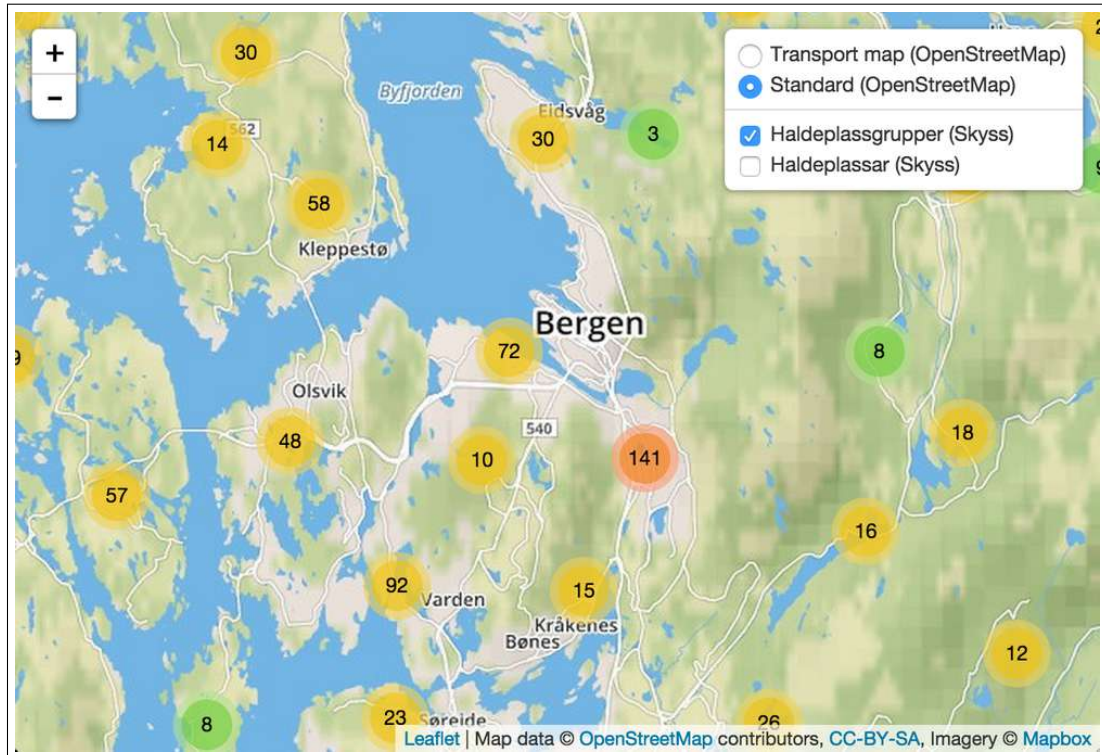 +
−
30
Byfjorden
Transport map (OpenStreetMap)
Standard (OpenStreetMap)
Haldeplassgrupper (Skyss)
Haldeplassar (Skyss)
Eidsvåg
30
3
562
14
58
Kleppestø
Bergen
72
8
Olsvik
48
540
10
141
18
57
16
92
Varden
15
Kråkenes
Bønes
12
8
23
Søreide
26
Leaflet | Map data © OpenStreetMap contributors, CC-BY-SA, Imagery © Mapbox